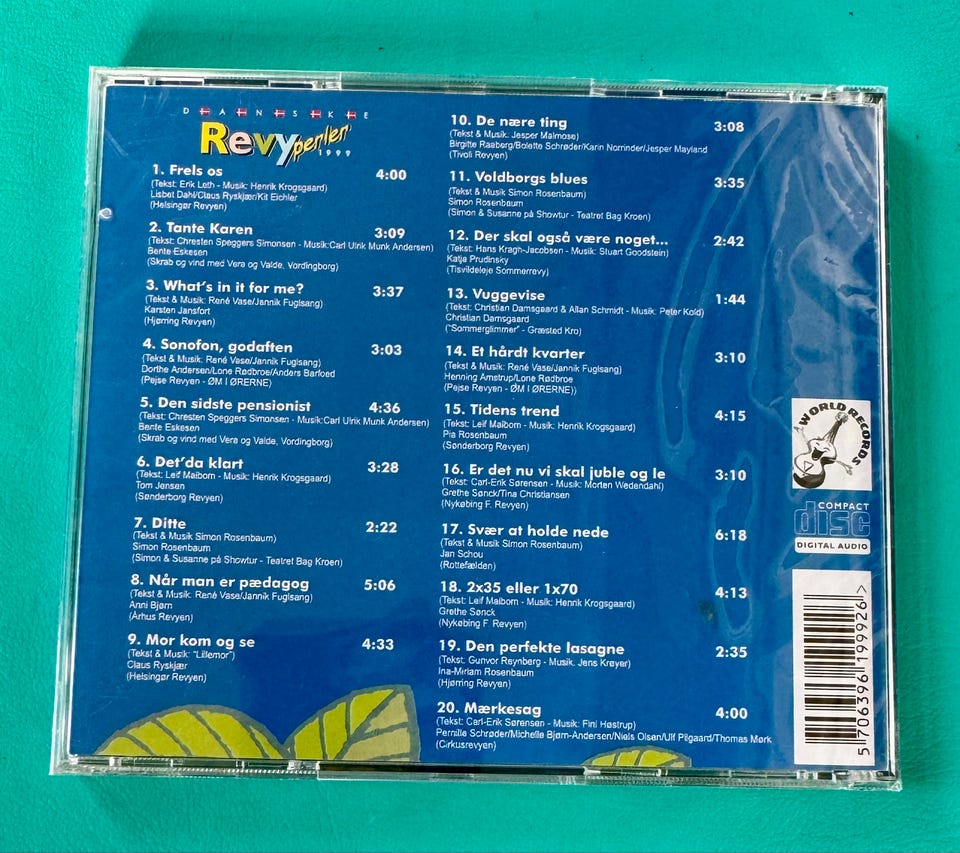 DANSKE
Revyperler
1999
1. Frels os 4:00
(Tekst: Erik Leth - Musik: Henrik Krogsgaard)
Lisbet Dahl/Claus Ryskjær/Kit Eichler
(Helsingør Revyen)
2. Tante Karen 3:09
(Tekst: Chresten Speggers Simonsen - Musik:Carl Ulrik Munk Andersen)
Bente Eskesen
(Skrab og vind med Vera og Valde, Vordingborg)
3. What's in it for me? 3:37
(Tekst & Musik: René Vase/Jannik Fuglsang)
Karsten Jansfort
(Hjørring Revyen)
4. Sonofon, godaften 3:03
(Tekst & Musik: René Vase/Jannik Fuglsang)
Dorthe Andersen/Lone Rødbroe/Anders Barfoed
(Pejse Revyen - ØM I ØRERNE)
5. Den sidste pensionist 4:36
(Tekst: Chresten Speggers Simonsen - Musik:Carl Ulrik Munk Andersen)
Bente Eskesen
(Skrab og vind med Vera og Valde, Vordingborg)
6. Det'da klart 3:28
(Tekst: Leif Maibom - Musik: Henrik Krogsgaard)
Tom Jensen
(Sønderborg Revyen)
7. Ditte 2:22
(Tekst & Musik Simon Rosenbaum)
Simon Rosenbaum
(Simon & Susanne på Showtur - Teatret Bag Kroen)
8. Når man er pædagog 5:06
(Tekst & Musik: René Vase/Jannik Fuglsang)
Anni Bjørn
(Århus Revyen)
9. Mor kom og se 4:33
(Tekst & Musik: "Lillemor")
Claus Ryskjær
(Helsingør Revyen)
10. De nære ting 3:08
(Tekst & Musik: Jesper Malmose)
Birgitte Raaberg/Bolette Schrøder/Karin Norrinder/Jesper Mayland
(Tivoli Revyen)
11. Voldborgs blues 3:35
(Tekst & Musik Simon Rosenbaum)
Simon Rosenbaum
(Simon & Susanne på Showtur - Teatret Bag Kroen)
12. Der skal også være noget... 2:42
(Tekst: Hans Kragh-Jacobsen - Musik: Stuart Goodstein)
Katja Prudinsky
(Tisvildeleje Sommerrevy)
13. Vuggevise 1:44
(Tekst: Christian Damsgaard & Allan Schmidt - Musik: Peter Kold)
Christian Damsgaard
("Sommerglimmer" - Græsted Kro)
14. Et hårdt kvarter 3:10
(Tekst & Musik: René Vase/Jannik Fuglsang)
Henning Amstrup/Lone Rødbroe
(Pejse Revyen - ØM I ØRERNE))
15. Tidens trend 4:15
(Tekst: Leif Maibom - Musik: Henrik Krogsgaard)
Pia Rosenbaum
(Sønderborg Revyen)
16. Er det nu vi skal juble og le 3:10
(Tekst: Carl-Erik Sørensen - Musik: Morten Wedendahl)
Grethe Sønck/Tina Christiansen
(Nykøbing F. Revyen)
17. Svær at holde nede 6:18
(Tekst & Musik Simon Rosenbaum)
Jan Schou
(Rottefælden)
18. 2x35 eller 1x70 4:13
(Tekst: Leif Maibom - Musik: Henrik Krogsgaard)
Grethe Sønck
(Nykøbing F. Revyen)
19. Den perfekte lasagne 2:35
(Tekst: Gunvor Reynberg - Musik. Jens Krøyer)
Ina-Miriam Rosenbaum
(Hjørring Revyen)
20. Mærkesag 4:00
(Tekst: Carl-Erik Sørensen - Musik: Fini Høstrup)
Pernille Schrøder/Michelle Bjørn-Andersen/Niels Olsen/Ulf Pilgaard/Thomas Mørk
(Cirkusrevyen)
WORLD RECORDS
COMPACT
disc
DIGITAL AUDIO
5 706396 199926 >